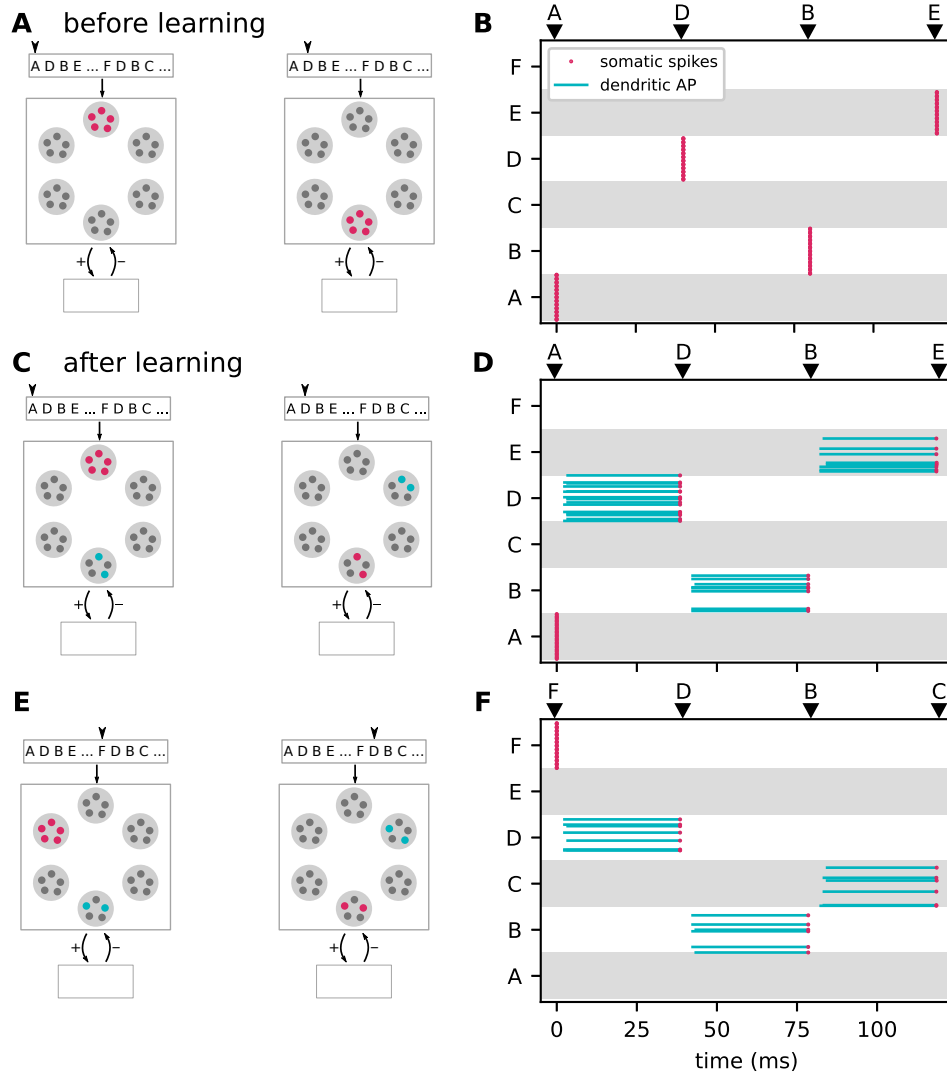 A before learning
A D B E ... F D B C ...
+ −
A D B E ... F D B C ...
+ −
B
A D B E
somatic spikes
dendritic AP
F
E
D
C
B
A
C after learning
A D B E ... F D B C ...
+ −
A D B E ... F D B C ...
+ −
D
A D B E
F
E
D
C
B
A
E
A D B E ... F D B C ...
+ −
A D B E ... F D B C ...
+ −
F
F D B C
F
E
D
C
B
A
0 25 50 75 100
time (ms)